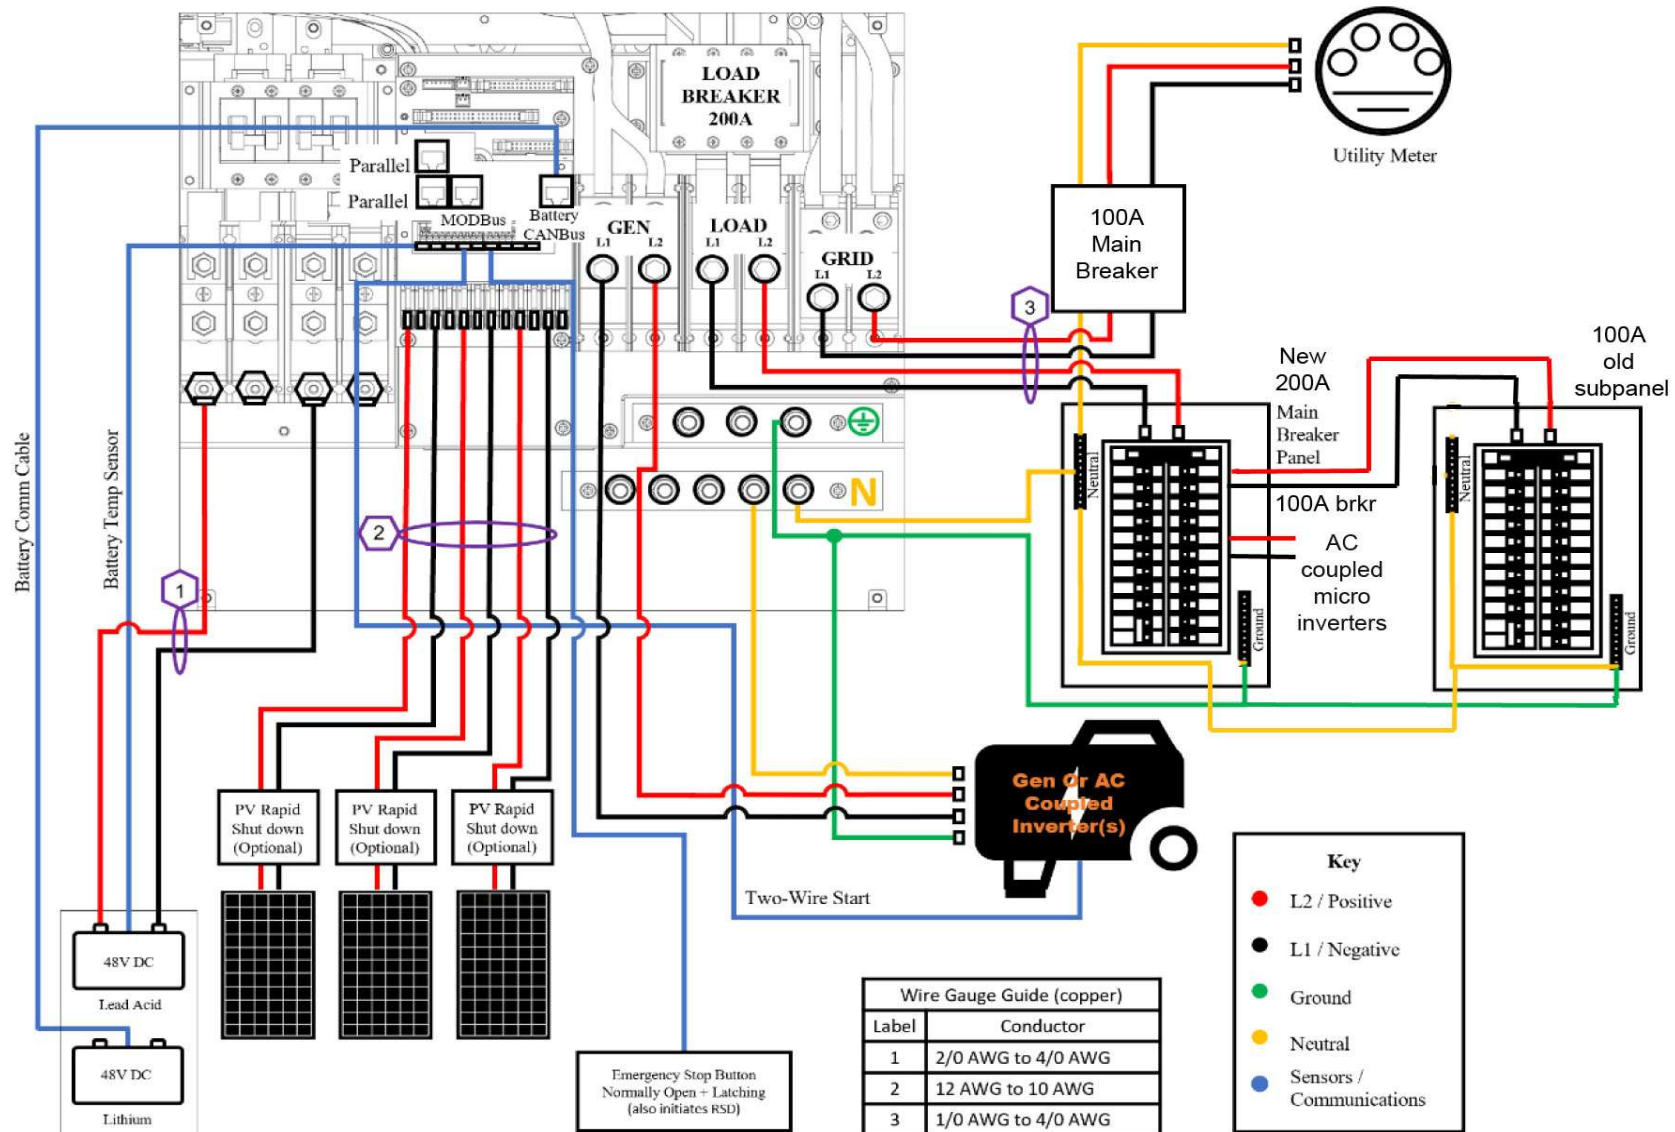 LOAD
BREAKER
200A
Utility Meter
Parallel
Parallel
MODBus
Battery
CANBus
GEN
L1 L2
LOAD
L1 L2
GRID
L1 L2
100A
Main
Breaker
3
New
200A
Main
Breaker
Panel
100A
old
subpanel
Neutral
Neutral
100A brkr
AC
coupled
micro
inverters
Ground
Ground
N
Battery Comm Cable
Battery Temp Sensor
2
1
PV Rapid
Shut down
(Optional)
PV Rapid
Shut down
(Optional)
PV Rapid
Shut down
(Optional)
Gen Or AC
Coupled
Inverter(s)
Two-Wire Start
48V DC
Lead Acid
48V DC
Lithium
Emergency Stop Button
Normally Open + Latching
(also initiates RSD)
Wire Gauge Guide (copper)
Label Conductor
1 2/0 AWG to 4/0 AWG
2 12 AWG to 10 AWG
3 1/0 AWG to 4/0 AWG
Key
L2 / Positive
L1 / Negative
Ground
Neutral
Sensors /
Communications